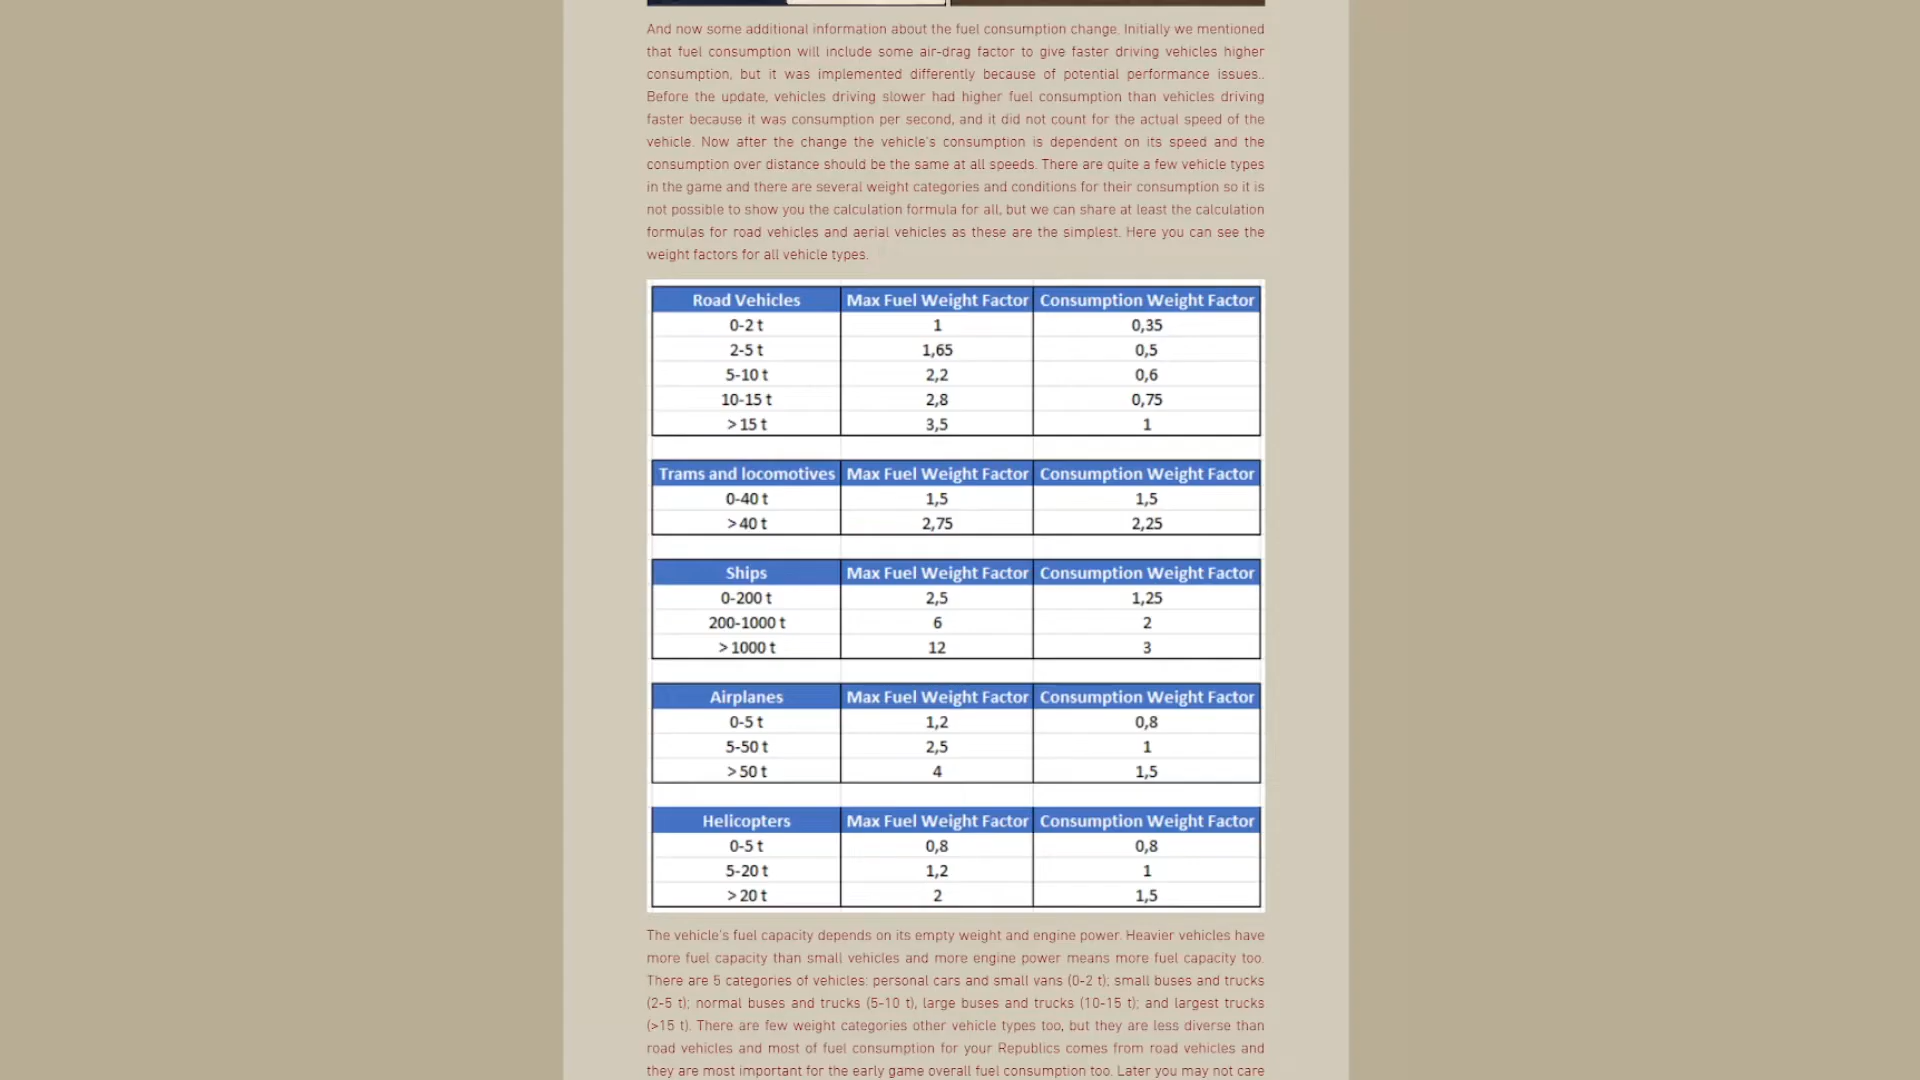 And now some additional information about the fuel consumption change. Initially we mentioned
that fuel consumption will include some air-drag factor to give faster driving vehicles higher
consumption, but it was implemented differently because of potential performance issues..
Before the update, vehicles driving slower had higher fuel consumption than vehicles driving
faster because it was consumption per second, and it did not count for the actual speed of the
vehicle. Now after the change the vehicle's consumption is dependent on its speed and the
consumption over distance should be the same at all speeds. There are quite a few vehicle types
in the game and there are several weight categories and conditions for their consumption so it is
not possible to show you the calculation formula for all, but we can share at least the calculation
formulas for road vehicles and aerial vehicles as these are the simplest. Here you can see the
weight factors for all vehicle types.
Road Vehicles Max Fuel Weight Factor Consumption Weight Factor
0-2 t 1 0,35
2-5 t 1,65 0,5
5-10 t 2,2 0,6
10-15 t 2,8 0,75
> 15 t 3,5 1
Trams and locomotives Max Fuel Weight Factor Consumption Weight Factor
0-40 t 1,5 1,5
> 40 t 2,75 2,25
Ships Max Fuel Weight Factor Consumption Weight Factor
0-200 t 2,5 1,25
200-1000 t 6 2
> 1000 t 12 3
Airplanes Max Fuel Weight Factor Consumption Weight Factor
0-5 t 1,2 0,8
5-50 t 2,5 1
> 50 t 4 1,5
Helicopters Max Fuel Weight Factor Consumption Weight Factor
0-5 t 0,8 0,8
5-20 t 1,2 1
> 20 t 2 1,5
The vehicle's fuel capacity depends on its empty weight and engine power. Heavier vehicles have
more fuel capacity than small vehicles and more engine power means more fuel capacity too.
There are 5 categories of vehicles: personal cars and small vans (0-2 t); small buses and trucks
(2-5 t); normal buses and trucks (5-10 t), large buses and trucks (10-15 t); and largest trucks
(>15 t). There are few weight categories other vehicle types too, but they are less diverse than
road vehicles and most of fuel consumption for your Republics comes from road vehicles and
they are most important for the early game overall fuel consumption too. Later you may not care